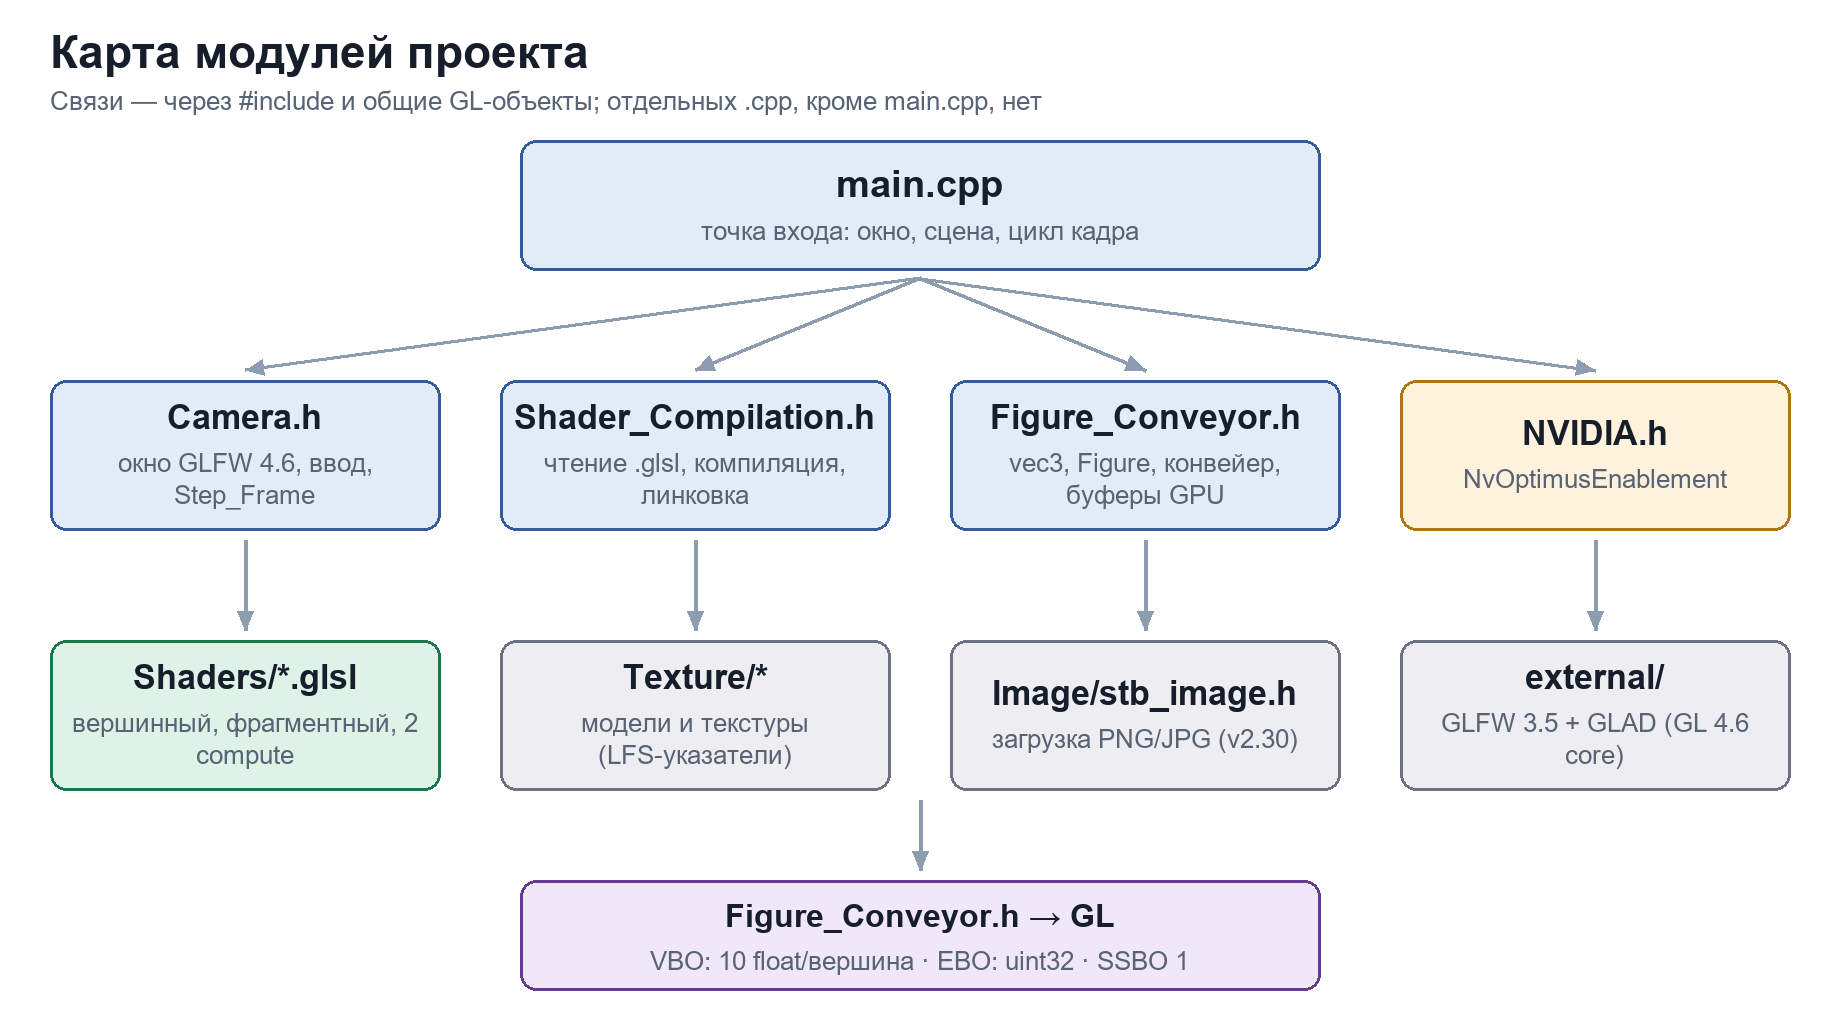 Карта модулей проекта
Связи — через #include и общие GL-объекты; отдельных .cpp, кроме main.cpp, нет
main.cpp
точка входа: окно, сцена, цикл кадра
Camera.h
окно GLFW 4.6, ввод,
Step_Frame
Shader_Compilation.h
чтение .glsl, компиляция,
линковка
Figure_Conveyor.h
vec3, Figure, конвейер,
буферы GPU
NVIDIA.h
NvOptimusEnablement
Shaders/*.glsl
вершинный, фрагментный, 2
compute
Texture/*
модели и текстуры
(LFS-указатели)
Image/stb_image.h
загрузка PNG/JPG (v2.30)
external/
GLFW 3.5 + GLAD (GL 4.6
core)
Figure_Conveyor.h → GL
VBO: 10 float/вершина · EBO: uint32 · SSBO 1